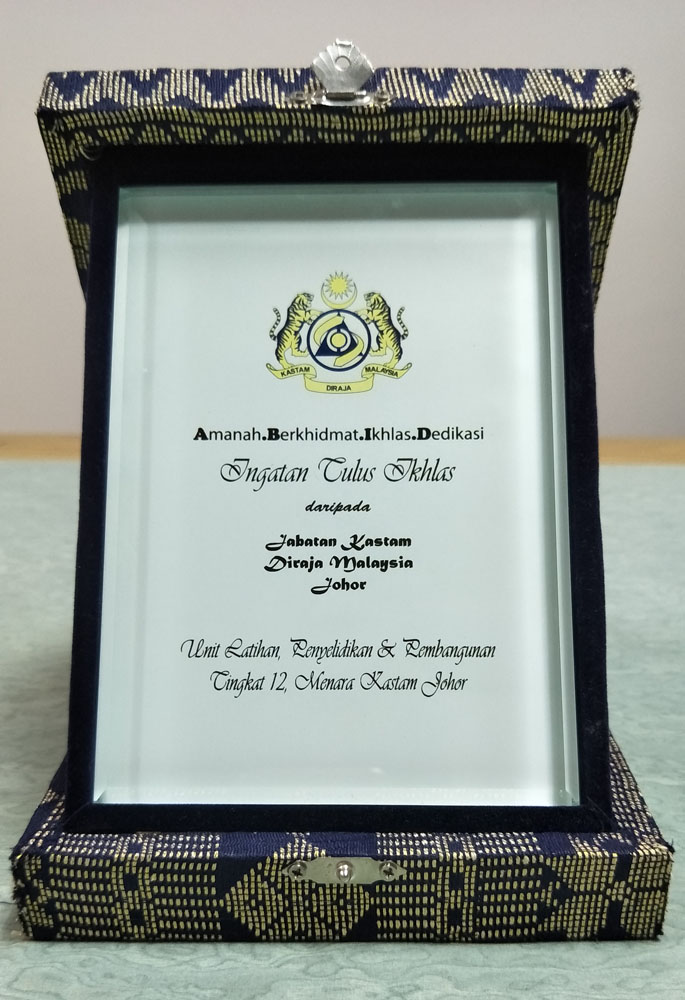 KASTAM DIRAJA MALAYSIA
Amanah.Berkhidmat.Ikhlas.Dedikasi
Ingatan Tulus Ikhlas
daripada
Jabatan Kastam
Diraja Malaysia
Johor
Unit Latihan, Penyelidikan & Pembangunan
Tingkat 12, Menara Kastam Johor